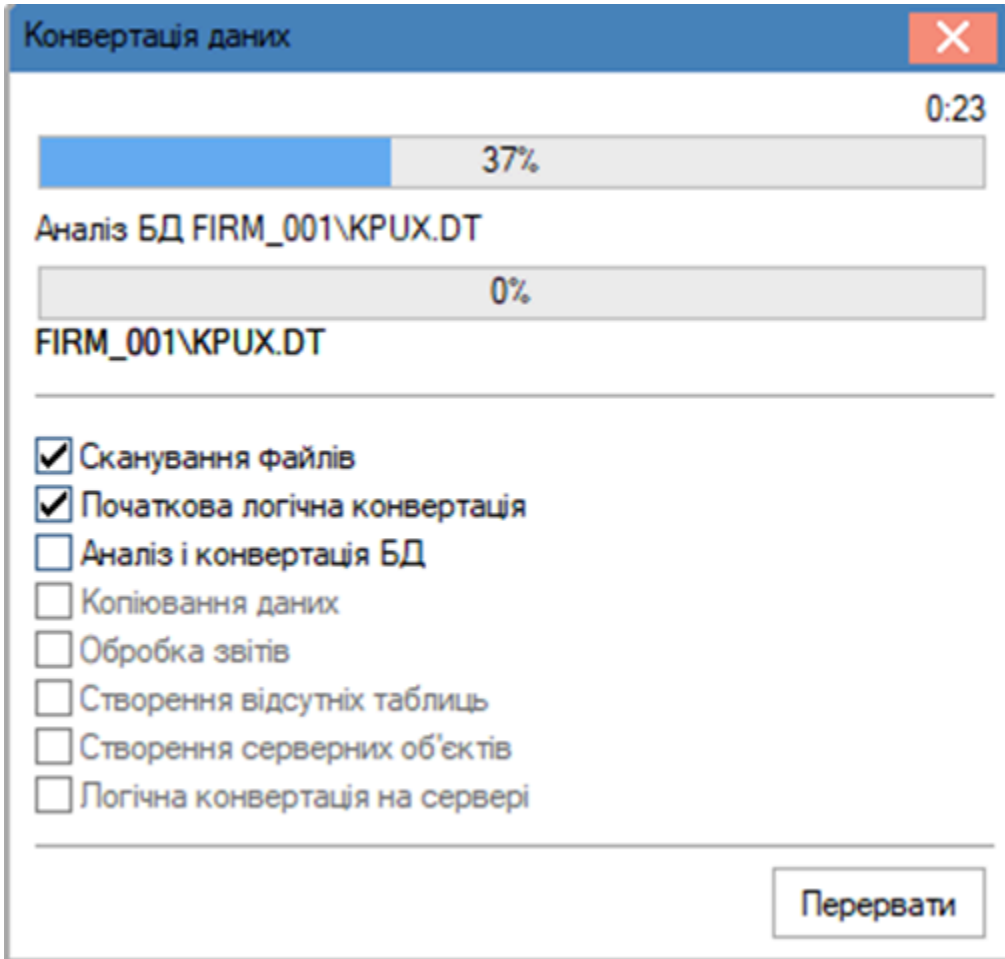 Конвертація даних
0:23
37%
Аналіз БД FIRM_001\KPUX.DT
0%
FIRM_001\KPUX.DT
Сканування файлів
Початкова логічна конвертація
Аналіз і конвертація БД
Копіювання даних
Обробка звітів
Створення відсутніх таблиць
Створення серверних об'єктів
Логічна конвертація на сервері
Перервати